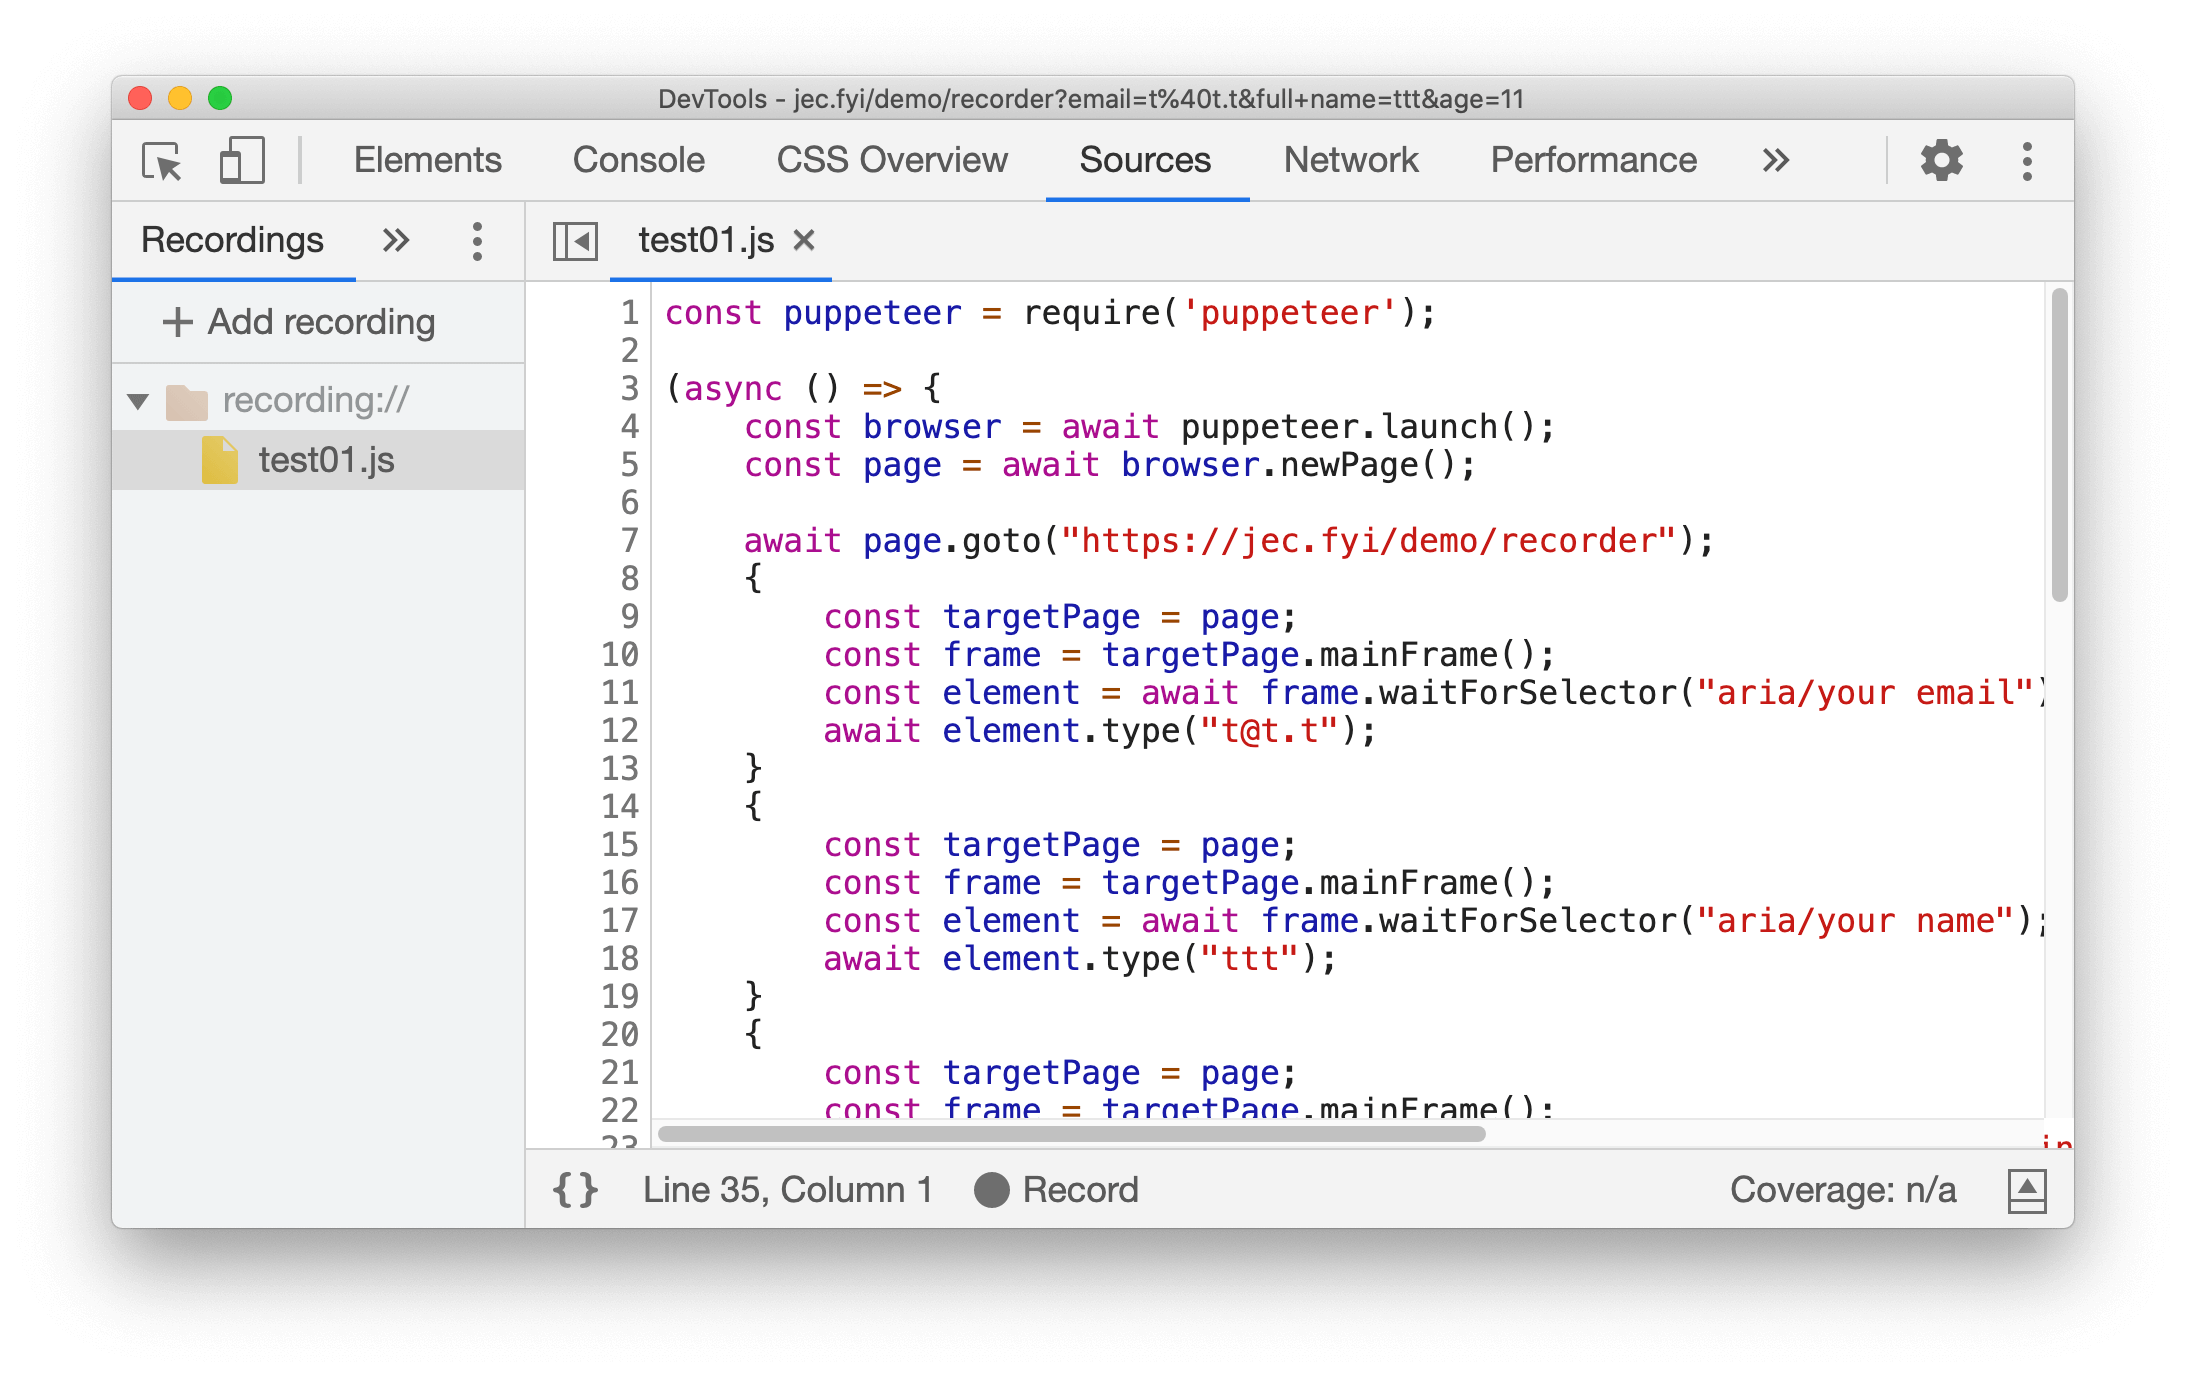 DevTools - jec.fyi/demo/recorder?email=t%40t.t&full+name=ttt&age=11
Elements Console CSS Overview Sources Network Performance »
Recordings »
test01.js ×
+ Add recording
recording://
test01.js
1 const puppeteer = require('puppeteer');
2
3 (async () => {
4     const browser = await puppeteer.launch();
5     const page = await browser.newPage();
6
7     await page.goto("https://jec.fyi/demo/recorder");
8     {
9         const targetPage = page;
10         const frame = targetPage.mainFrame();
11         const element = await frame.waitForSelector("aria/your email")
12         await element.type("t@t.t");
13     }
14     {
15         const targetPage = page;
16         const frame = targetPage.mainFrame();
17         const element = await frame.waitForSelector("aria/your name");
18         await element.type("ttt");
19     }
20     {
21         const targetPage = page;
22         const frame = targetPage.mainFrame();
23
{} Line 35, Column 1 Record Coverage: n/a